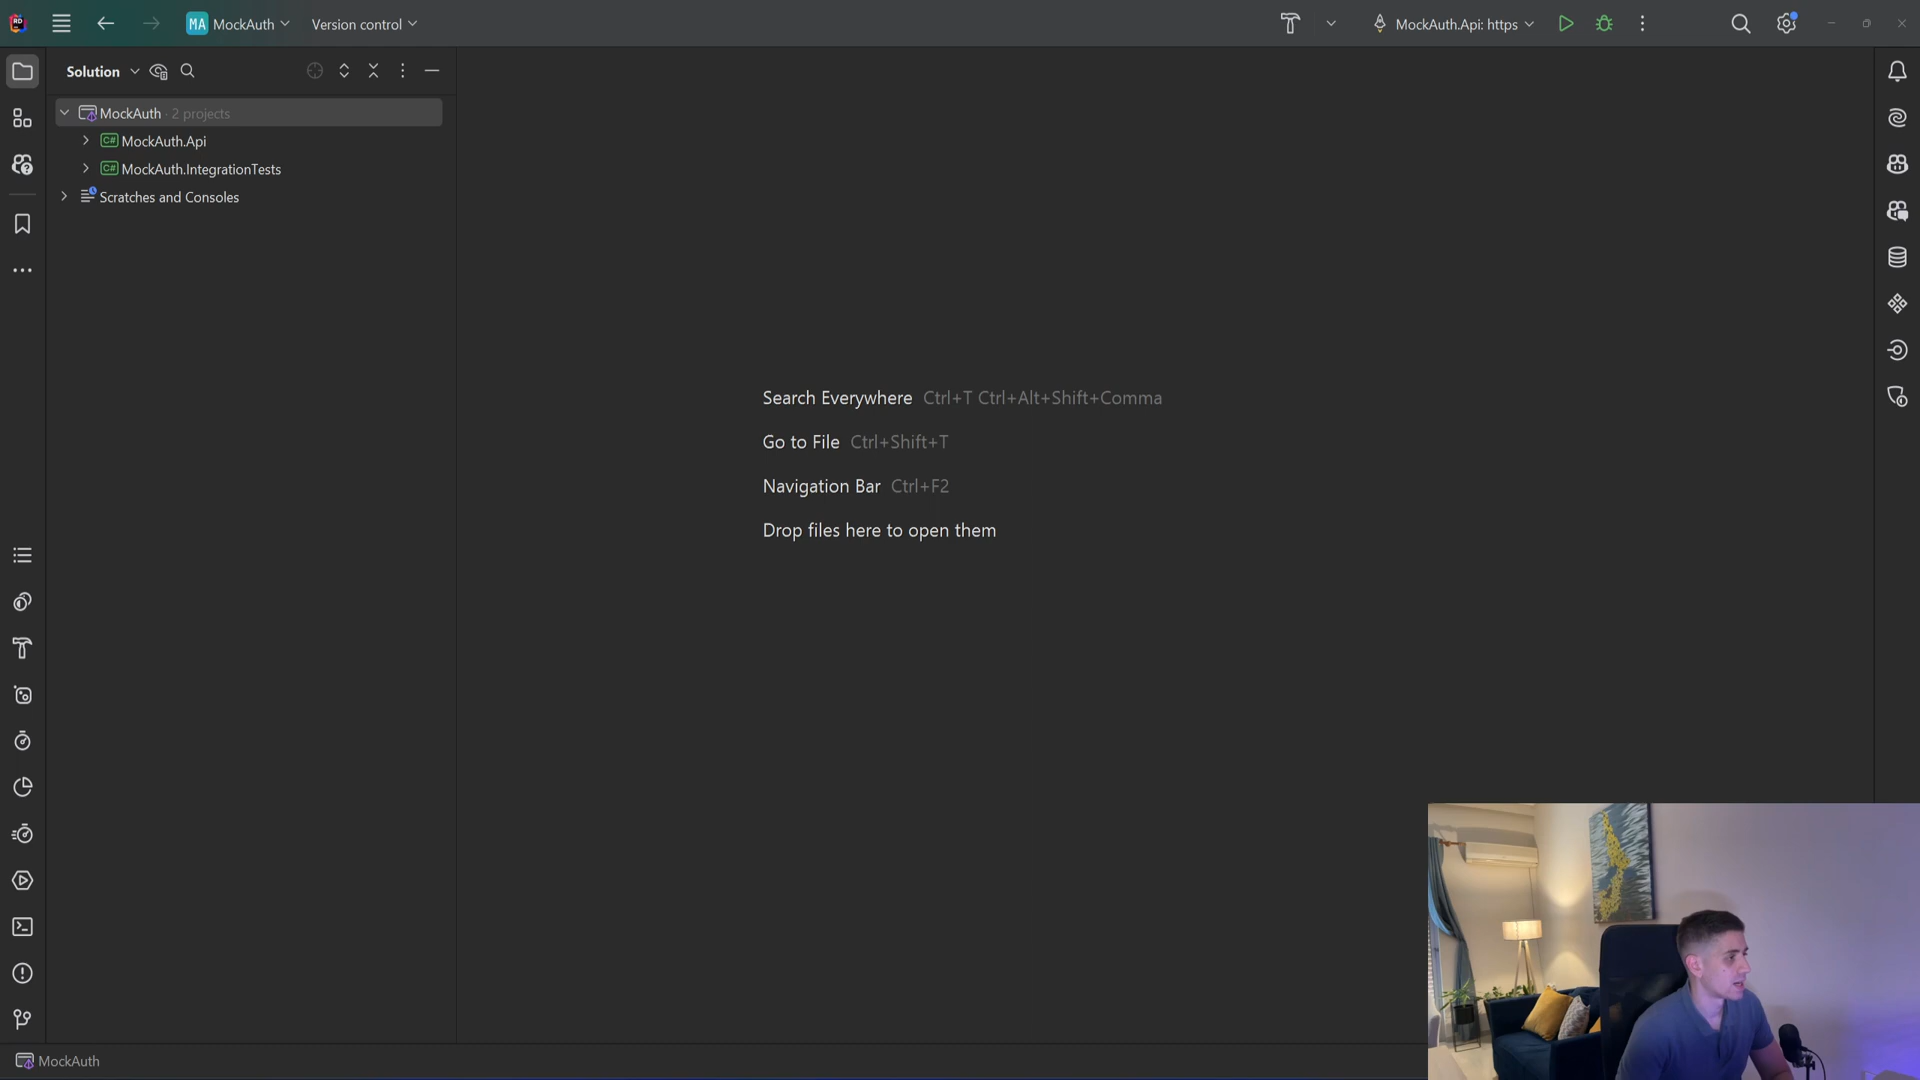 MA MockAuth Version control MockAuth.Api: https
Solution
MockAuth · 2 projects
C# MockAuth.Api
C# MockAuth.IntegrationTests
Scratches and Consoles
Search Everywhere Ctrl+T Ctrl+Alt+Shift+Comma
Go to File Ctrl+Shift+T
Navigation Bar Ctrl+F2
Drop files here to open them
MockAuth